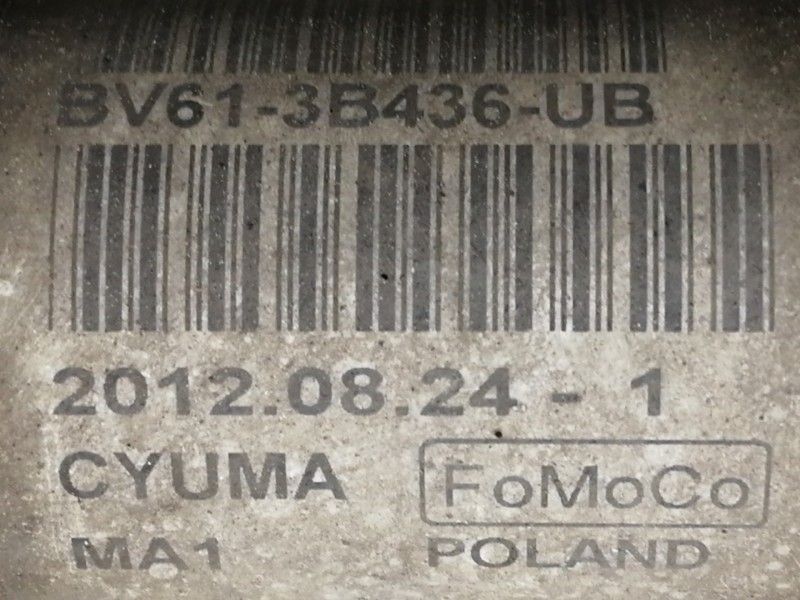 BV61-3B436-UB
2012.08.24 - 1
CYUMA FoMoCo
MA1 POLAND